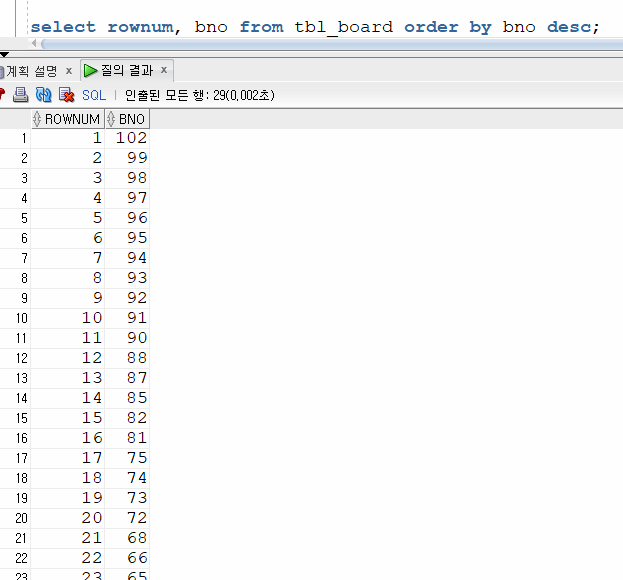 select rownum, bno from tbl_board order by bno desc;
계획 설명 x 질의 결과 x
SQL | 인출된 모든 행: 29(0,002초)
ROWNUM BNO
1 1 102
2 2 99
3 3 98
4 4 97
5 5 96
6 6 95
7 7 94
8 8 93
9 9 92
10 10 91
11 11 90
12 12 88
13 13 87
14 14 85
15 15 82
16 16 81
17 17 75
18 18 74
19 19 73
20 20 72
21 21 68
22 22 66
23 23 65